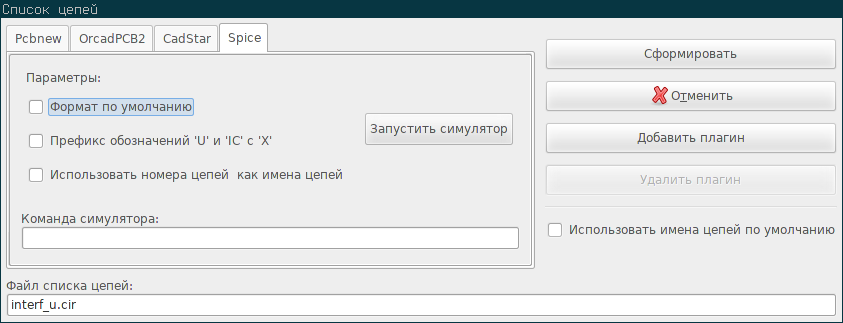 Список цепей
Pcbnew OrcadPCB2 CadStar Spice
Параметры:
Формат по умолчанию
Префикс обозначений 'U' и 'IC' с 'X'
Использовать номера цепей как имена цепей
Запустить симулятор
Команда симулятора:
Сформировать
Отменить
Добавить плагин
Удалить плагин
Использовать имена цепей по умолчанию
Файл списка цепей:
interf_u.cir